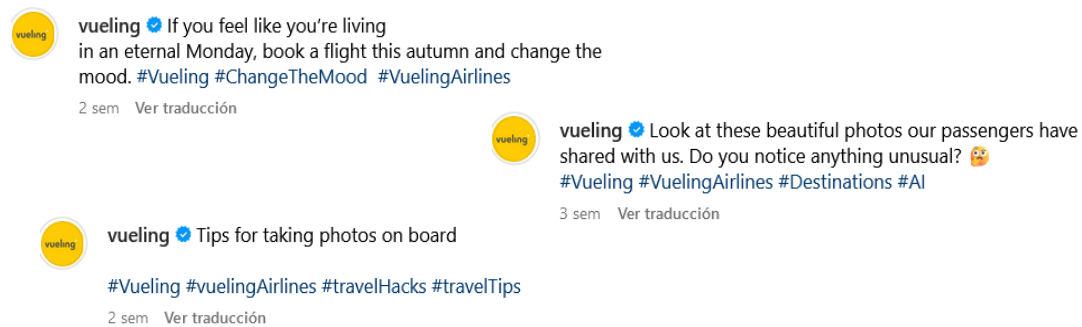 vueling
vueling If you feel like you’re living
in an eternal Monday, book a flight this autumn and change the
mood. #Vueling #ChangeTheMood #VuelingAirlines
2 sem Ver traducción
vueling
vueling Look at these beautiful photos our passengers have
shared with us. Do you notice anything unusual? 🤔
#Vueling #VuelingAirlines #Destinations #AI
3 sem Ver traducción
vueling
vueling Tips for taking photos on board
#Vueling #vuelingAirlines #travelHacks #travelTips
2 sem Ver traducción